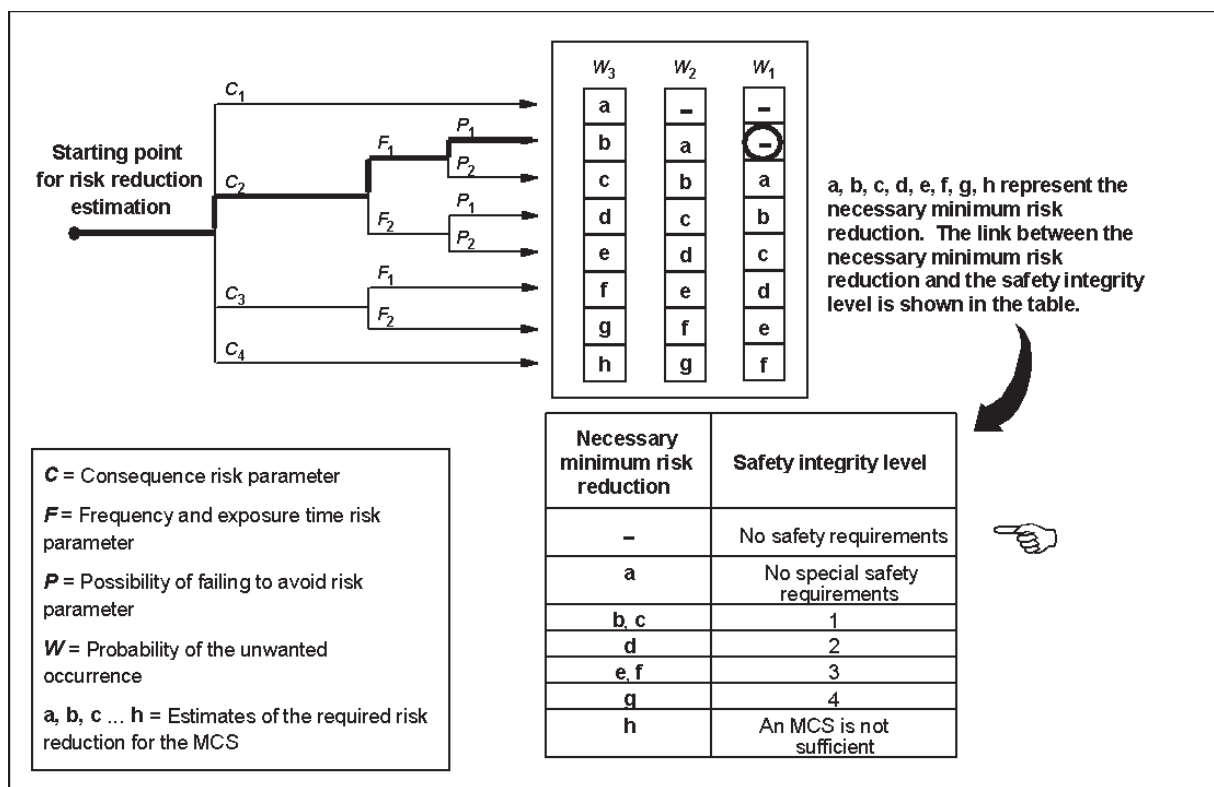 W3 W2 W1
C1
a – –
P1
F1
b a –
Starting point
for risk reduction
estimation
C2
P2
c b a
P1
d c b
F2
P2
e d c
F1
f e d
C3
F2
g f e
C4
h g f
a, b, c, d, e, f, g, h represent the
necessary minimum risk
reduction. The link between the
necessary minimum risk
reduction and the safety integrity
level is shown in the table.
C = Consequence risk parameter
F = Frequency and exposure time risk
parameter
P = Possibility of failing to avoid risk
parameter
W = Probability of the unwanted
occurrence
a, b, c ... h = Estimates of the required risk
reduction for the MCS
Necessary
minimum risk
reduction
Safety integrity level
– No safety requirements
a No special safety
requirements
b, c 1
d 2
e, f 3
g 4
h An MCS is not
sufficient